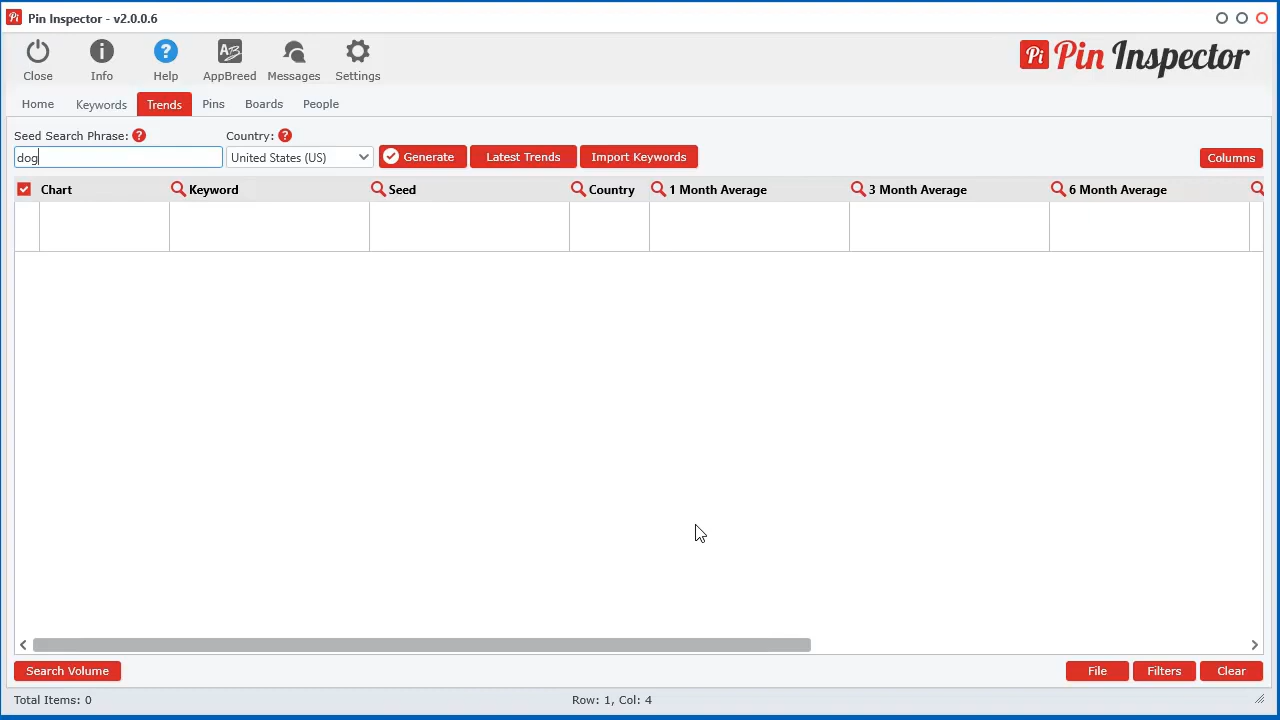 Pin Inspector - v2.0.0.6
Close
Info
Help
AppBreed
Messages
Settings
Pin Inspector
Home
Keywords
Trends
Pins
Boards
People
Seed Search Phrase:
Country:
dog
United States (US)
Generate
Latest Trends
Import Keywords
Columns
Chart
Keyword
Seed
Country
1 Month Average
3 Month Average
6 Month Average
Search Volume
File
Filters
Clear
Total Items: 0
Row: 1, Col: 4